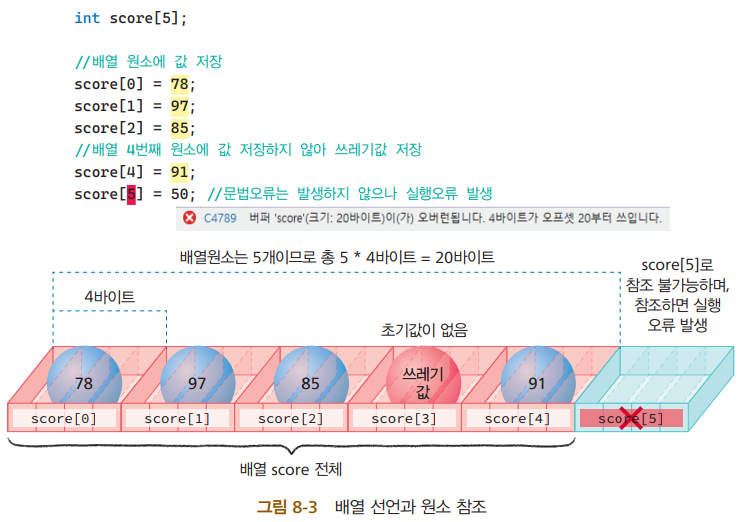 int score[5];
//배열 원소에 값 저장
score[0] = 78;
score[1] = 97;
score[2] = 85;
//배열 4번째 원소에 값 저장하지 않아 쓰레기값 저장
score[4] = 91;
score[5] = 50; //문법오류는 발생하지 않으나 실행오류 발생
C4789 버퍼 'score'(크기: 20바이트)이(가) 오버런됩니다. 4바이트가 오프셋 20부터 쓰입니다.
배열원소는 5개이므로 총 5 * 4바이트 = 20바이트
score[5]로
참조 불가능하며,
참조하면 실행
오류 발생
4바이트
초기값이 없음
78
97
85
쓰레기
값
91
score[0]
score[1]
score[2]
score[3]
score[4]
score[5]
배열 score 전체
그림 8-3 배열 선언과 원소 참조